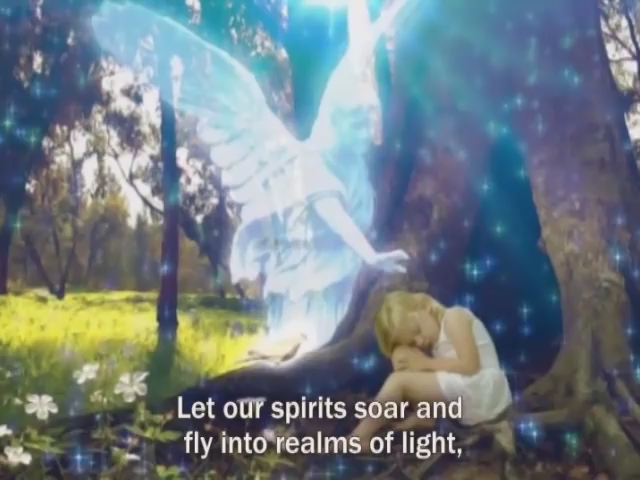 Let our spirits soar and
fly into realms of light,